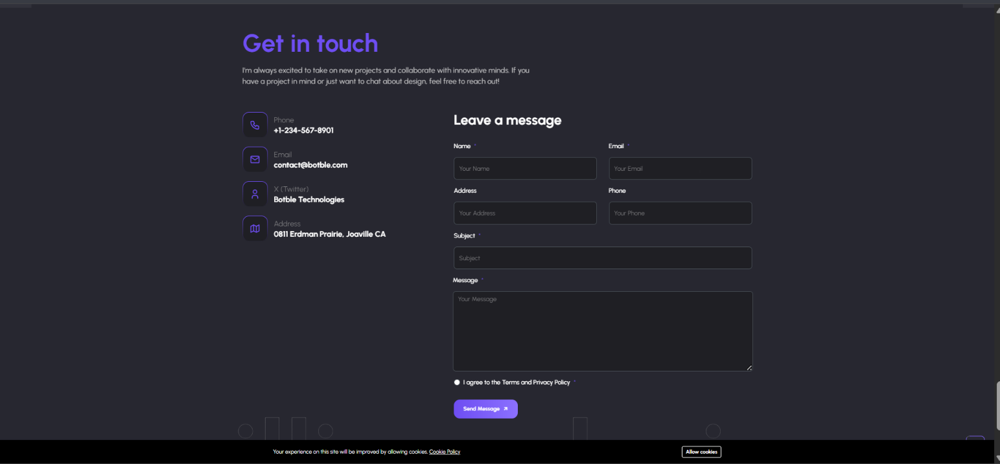 Get in touch
I'm always excited to take on new projects and collaborate with innovative minds. If you
have a project in mind or just want to chat about design, feel free to reach out!
Phone
+1-234-567-8901
Email
contact@botble.com
X (Twitter)
Botble Technologies
Address
0811 Erdman Prairie, Joaville CA
Leave a message
Name *
Email *
Your Name
Your Email
Address
Phone
Your Address
Your Phone
Subject *
Subject
Message *
Your Message
I agree to the Terms and Privacy Policy *
Send Message
Your experience on this site will be improved by allowing cookies. Cookie Policy
Allow cookies